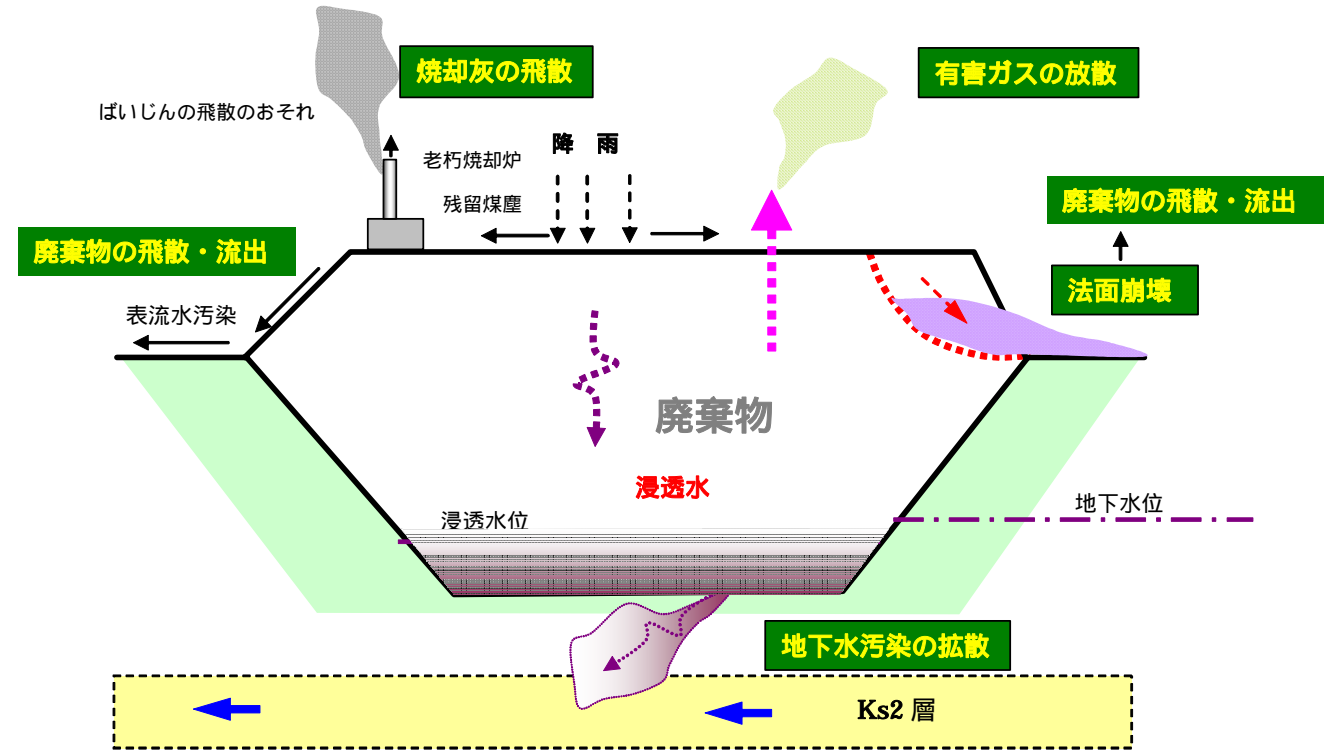 焼却灰の飛散
有害ガスの放散
ばいじんの飛散のおそれ
降 雨
老朽焼却炉
残留煤塵
廃棄物の飛散・流出
廃棄物の飛散・流出
法面崩壊
表流水汚染
廃棄物
浸透水
浸透水位
地下水位
地下水汚染の拡散
Ks2 層